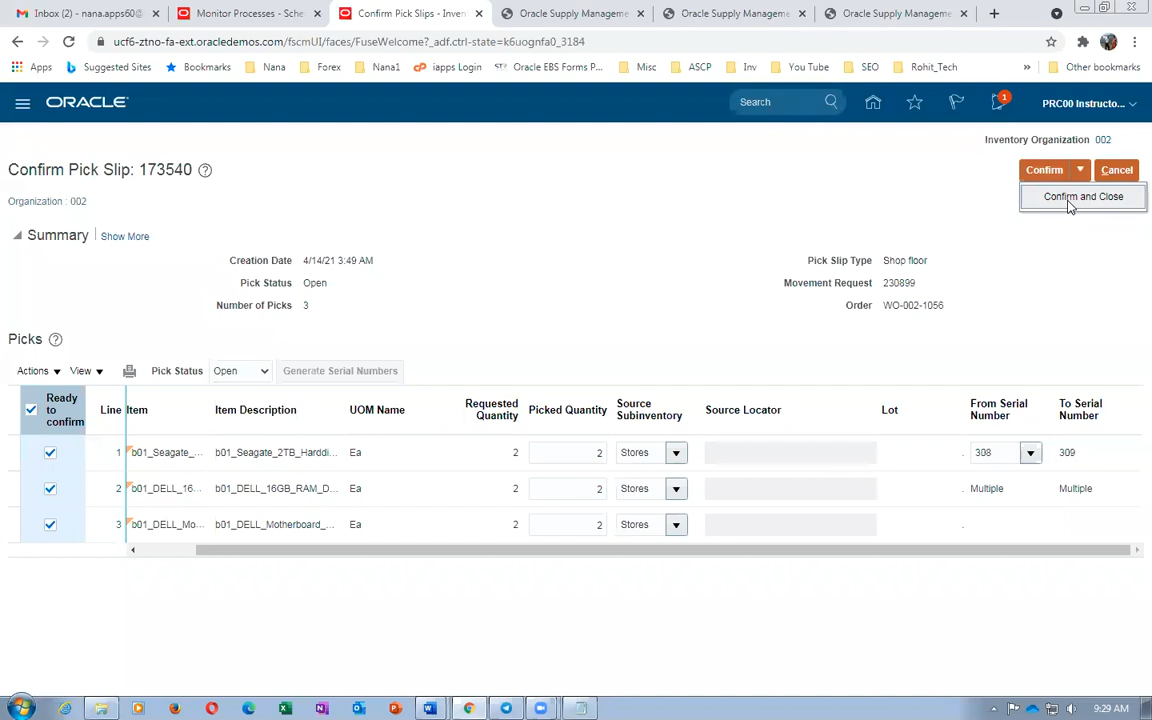 Inbox (20) - nana.apps60@
Monitor Processes - Sche
Confirm Pick Slips - Inven
Oracle Supply Manageme
Oracle Supply Manageme
Oracle Supply Manageme
ucf6-ztno-fa-ext.oracledemos.com/fscmUI/faces/FuseWelcome?_adf.ctrl-state=k6uognfa0_3184
Apps
Suggested Sites
Bookmarks
Nana
Forex
Nana1
iapps Login
Oracle EBS Forms P...
Misc
ASCP
Inv
You Tube
SEO
Rohit_Tech
»
Other bookmarks
ORACLE
Search
1
PRC00 Instructo...
Inventory Organization 002
Confirm Pick Slip: 173540
Confirm
Cancel
Confirm and Close
Organization : 002
Summary
Show More
Creation Date 4/14/21 3:49 AM
Pick Slip Type Shop floor
Pick Status Open
Movement Request 230899
Number of Picks 3
Order WO-002-1056
Picks
Actions
View
Pick Status
Open
Generate Serial Numbers
Ready to confirm
Line
Item
Item Description
UOM Name
Requested Quantity
Picked Quantity
Source Subinventory
Source Locator
Lot
From Serial Number
To Serial Number
1 b01_Seagate_... b01_Seagate_2TB_Harddi... Ea 2 2 Stores . 308 309
2 b01_DELL_16... b01_DELL_16GB_RAM_D... Ea 2 2 Stores . Multiple Multiple
3 b01_DELL_Mo... b01_DELL_Motherboard_... Ea 2 2 Stores .
9:29 AM